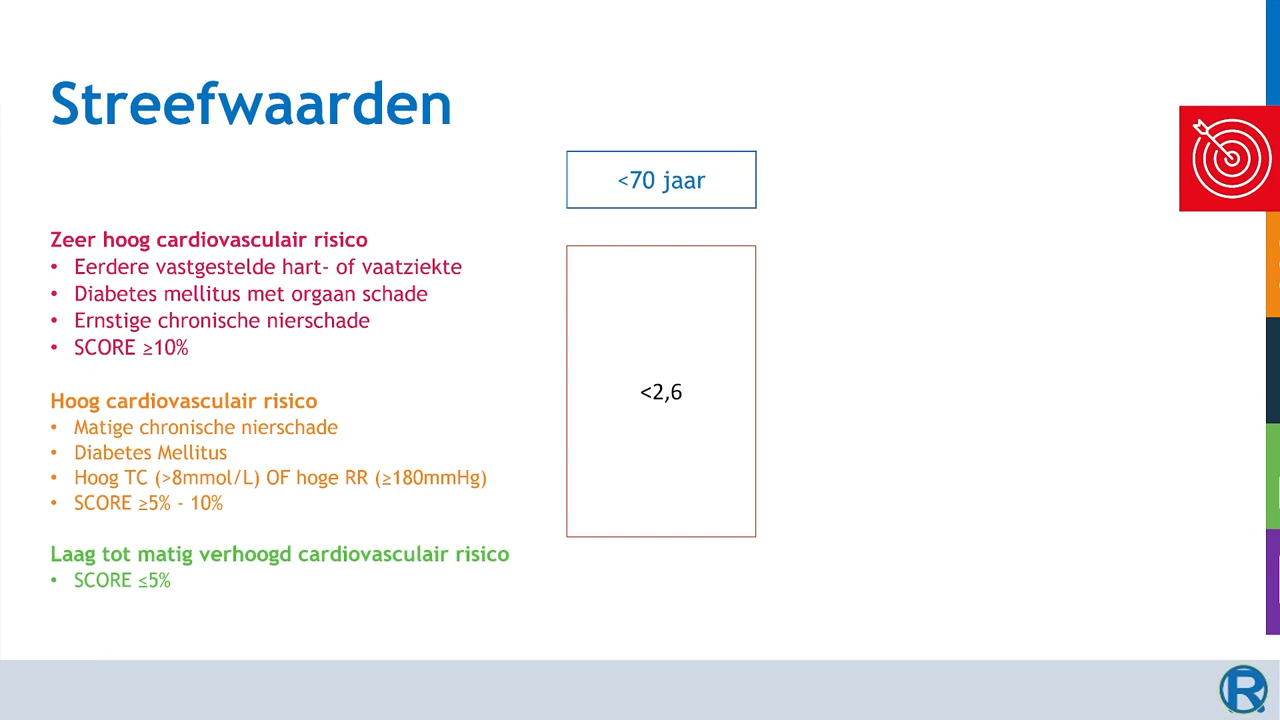 Streefwaarden
<70 jaar
Zeer hoog cardiovasculair risico
• Eerdere vastgestelde hart- of vaatziekte
• Diabetes mellitus met orgaan schade
• Ernstige chronische nierschade
• SCORE ≥10%
<2,6
Hoog cardiovasculair risico
• Matige chronische nierschade
• Diabetes Mellitus
• Hoog TC (>8mmol/L) OF hoge RR (≥180mmHg)
• SCORE ≥5% - 10%
Laag tot matig verhoogd cardiovasculair risico
• SCORE ≤5%
R